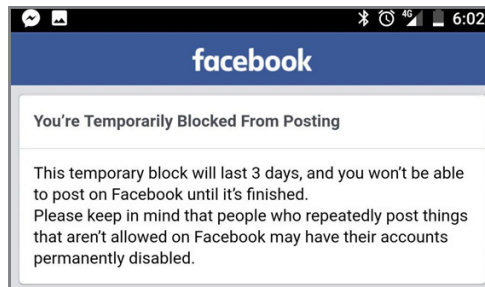 4G 6:02
facebook
You're Temporarily Blocked From Posting
This temporary block will last 3 days, and you won't be able
to post on Facebook until it's finished.
Please keep in mind that people who repeatedly post things
that aren't allowed on Facebook may have their accounts
permanently disabled.